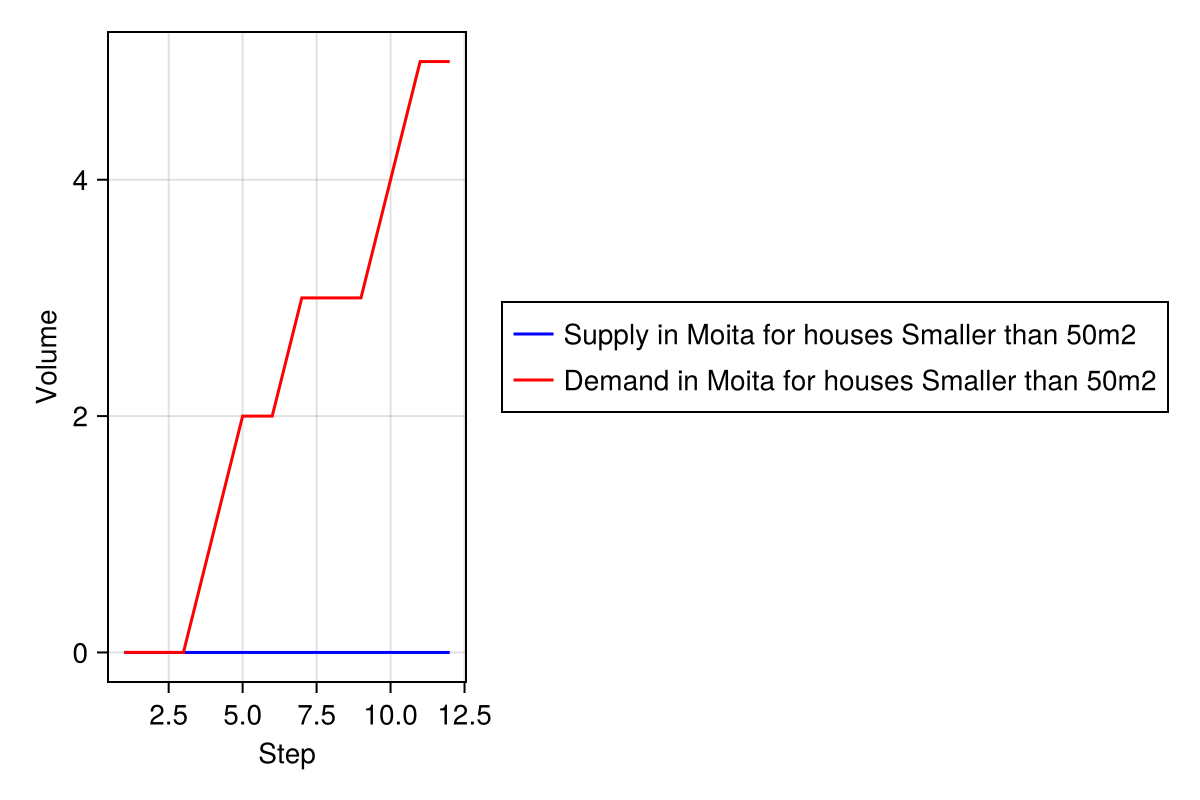 Volume
4
2
0
2.5 5.0 7.5 10.0 12.5
Step
Supply in Moita for houses Smaller than 50m2
Demand in Moita for houses Smaller than 50m2